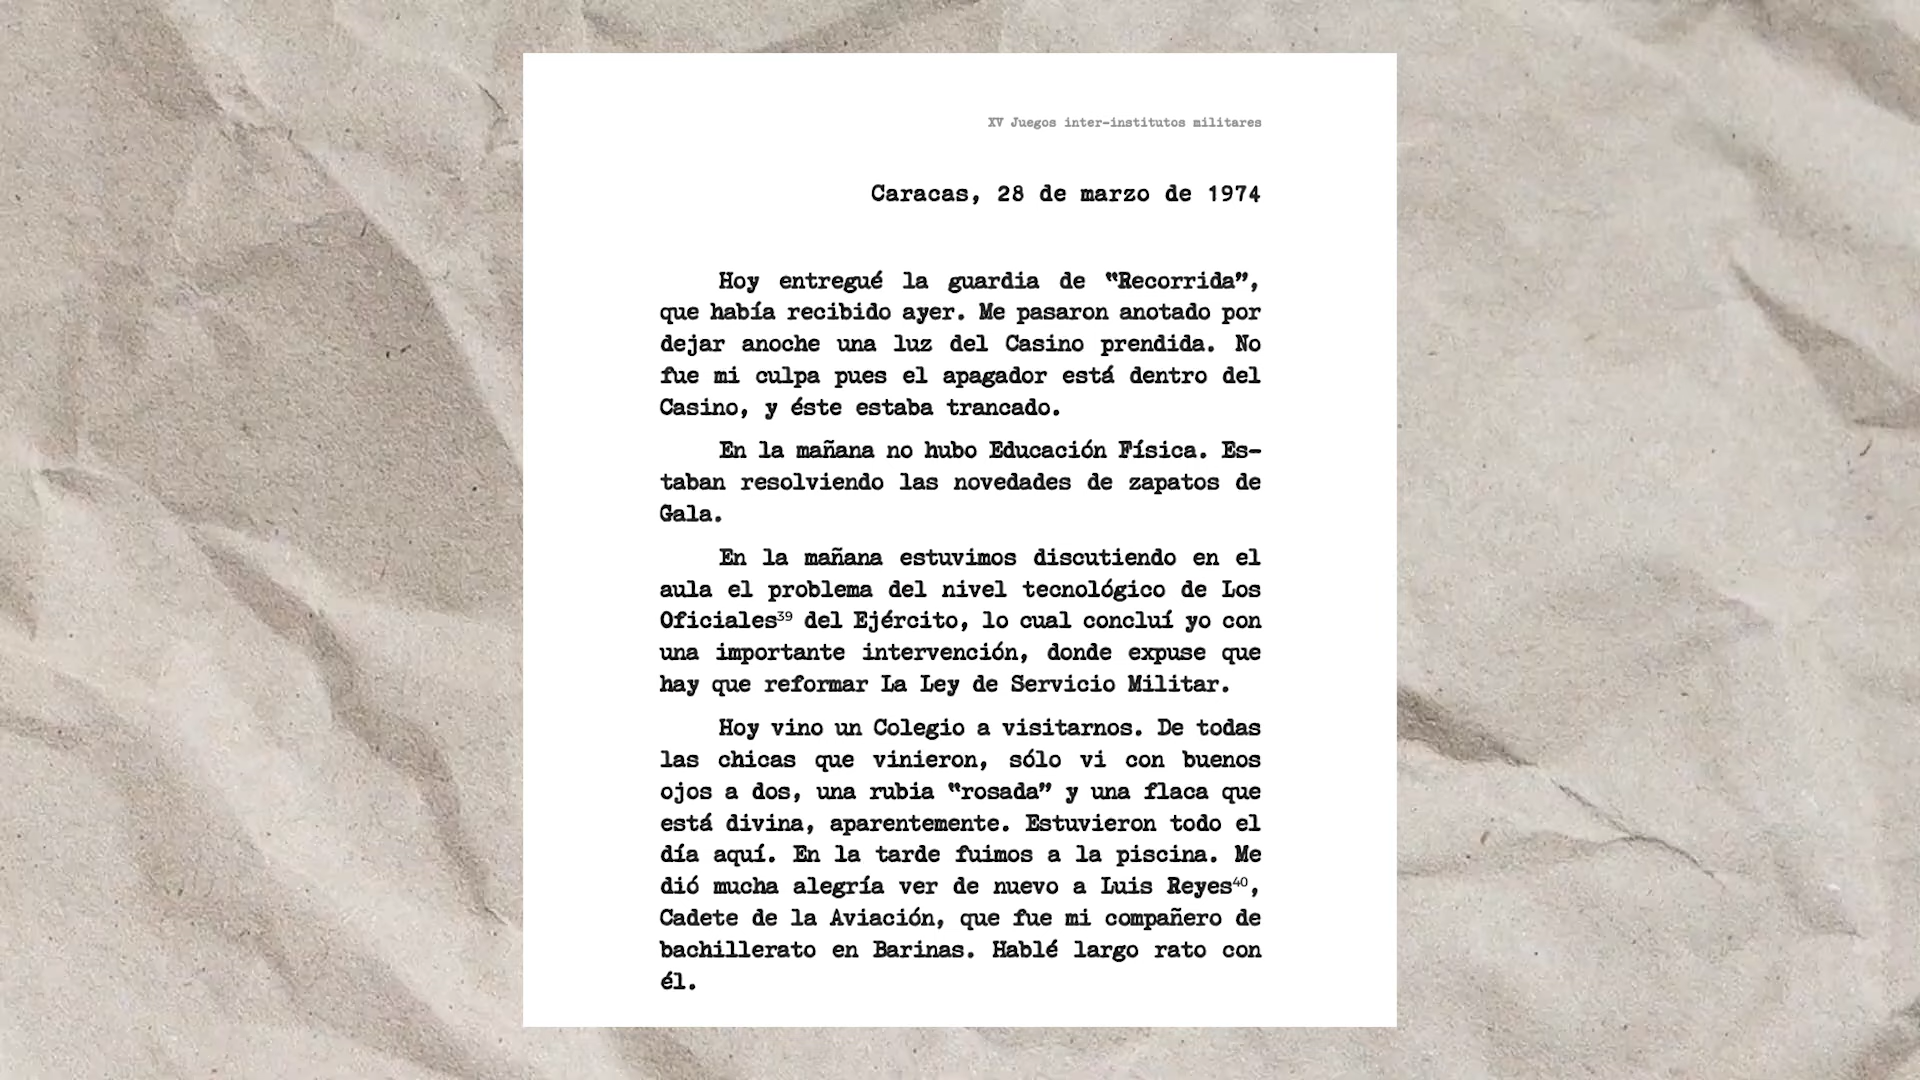 XV Juegos inter-institutos militares
Caracas, 28 de marzo de 1974
Hoy entregué la guardia de “Recorrida”,
que había recibido ayer. Me pasaron anotado por
dejar anoche una luz del Casino prendida. No
fue mi culpa pues el apagador está dentro del
Casino, y éste estaba trancado.
En la mañana no hubo Educación Física. Es-
taban resolviendo las novedades de zapatos de
Gala.
En la mañana estuvimos discutiendo en el
aula el problema del nivel tecnológico de Los
Oficiales³⁹ del Ejército, lo cual concluí yo con
una importante intervención, donde expuse que
hay que reformar La Ley de Servicio Militar.
Hoy vino un Colegio a visitarnos. De todas
las chicas que vinieron, sólo vi con buenos
ojos a dos, una rubia “rosada” y una flaca que
está divina, aparentemente. Estuvieron todo el
día aquí. En la tarde fuimos a la piscina. Me
dió mucha alegría ver de nuevo a Luis Reyes⁴⁰,
Cadete de la Aviación, que fue mi compañero de
bachillerato en Barinas. Hablé largo rato con
él.